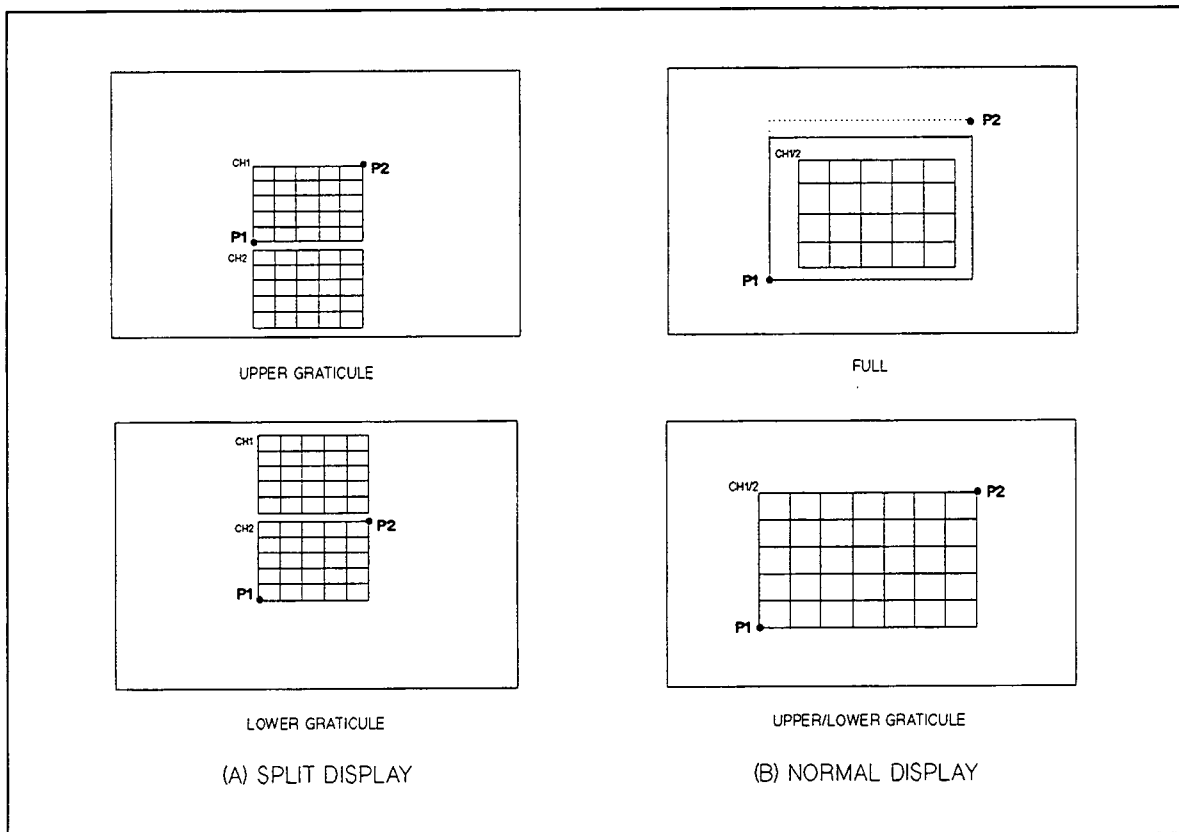 CH1
P2
P1
CH2
UPPER GRATICULE
P2
CH1/2
P1
FULL
CH1
CH2
P2
P1
LOWER GRATICULE
CH1/2
P2
P1
UPPER/LOWER GRATICULE
(A) SPLIT DISPLAY
(B) NORMAL DISPLAY